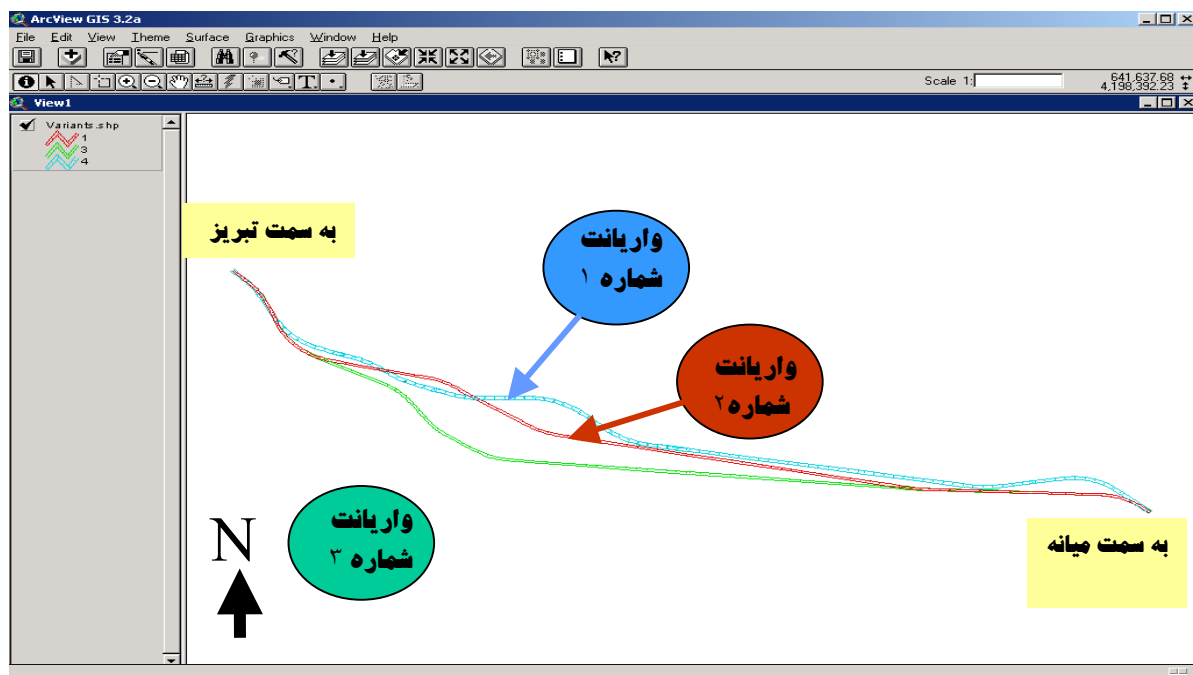 ArcView GIS 3.2a
File Edit View Theme Surface Graphics Window Help
Scale 1:
641,637.68
4,198,392.23
View1
Variants.shp
1
3
4
به سمت تبریز
واریانت
شماره ۱
واریانت
شماره ۲
واریانت
شماره ۳
N
به سمت میانه